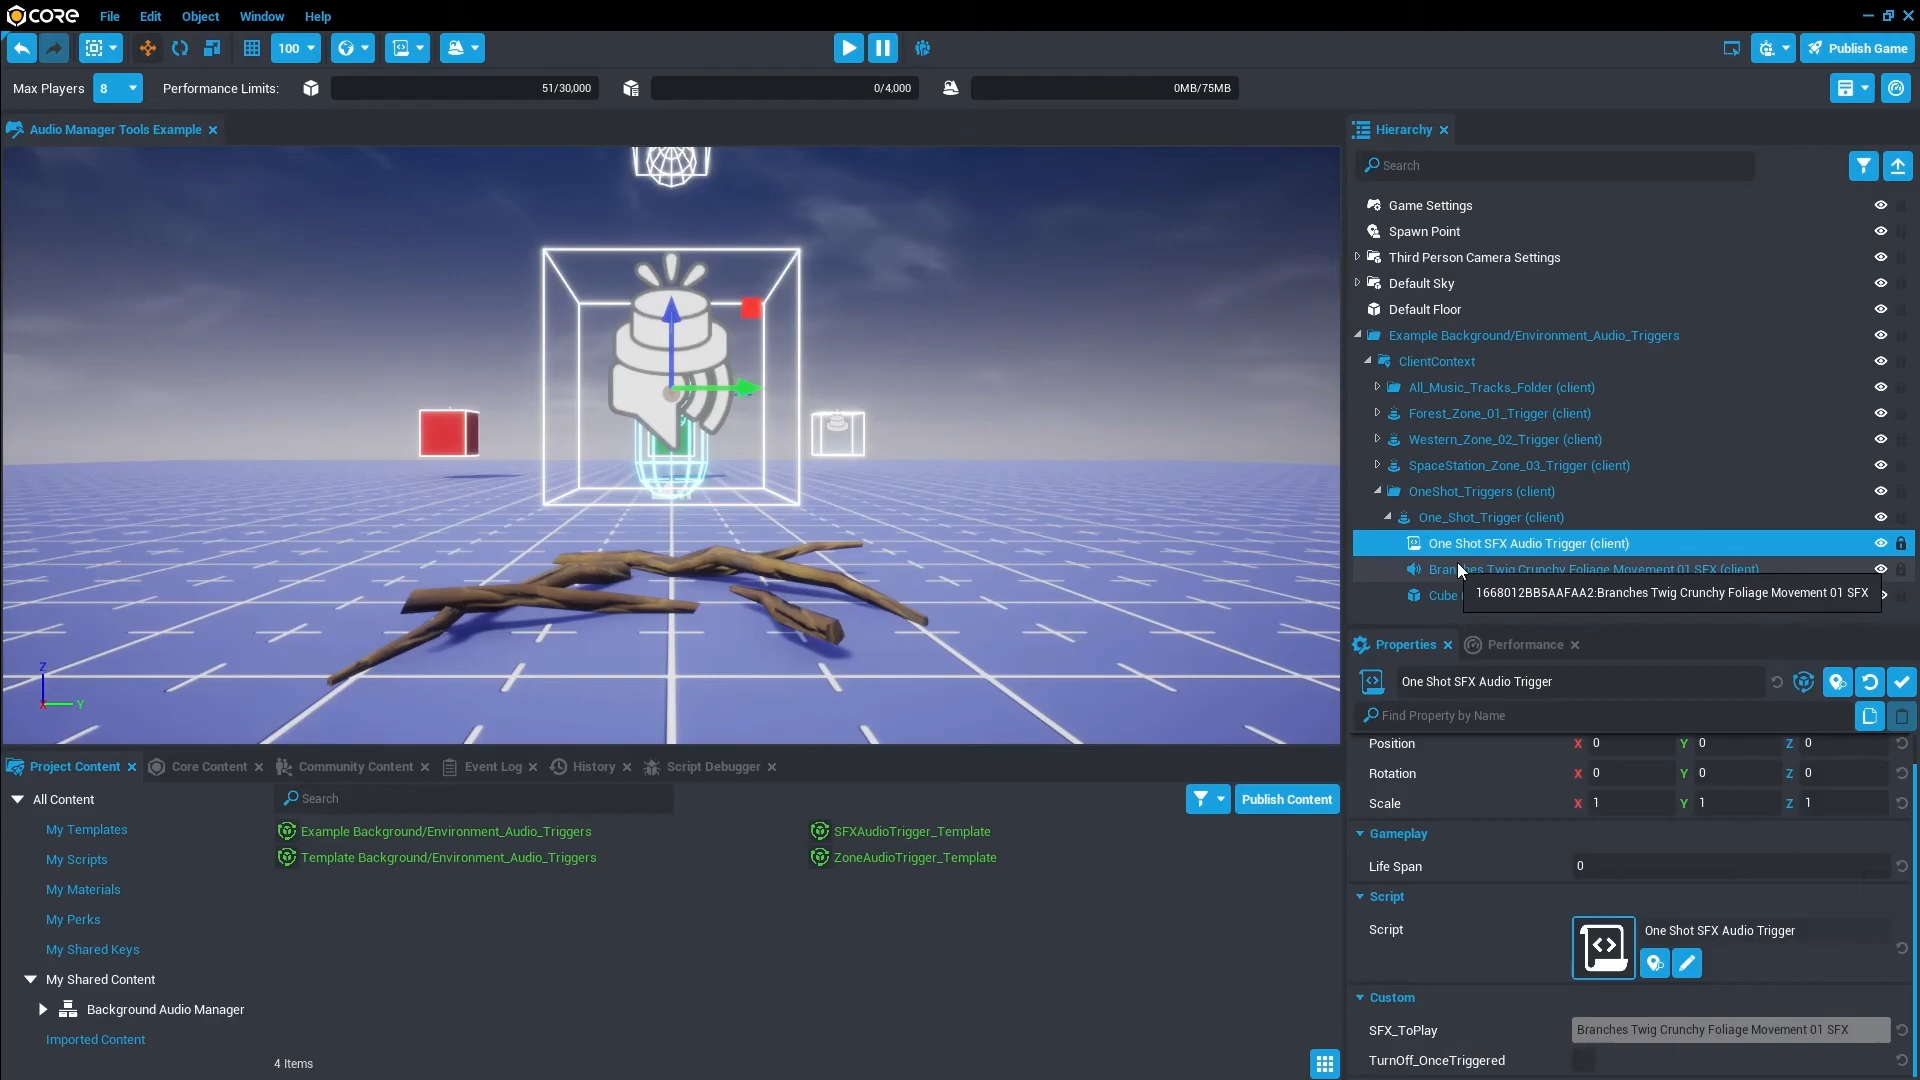 CORE
File
Edit
Object
Window
Help
100
Publish Game
Max Players
8
Performance Limits:
51/30,000
0/4,000
0MB/75MB
Audio Manager Tools Example
Z
X
Y
Hierarchy
Search
Game Settings
Spawn Point
Third Person Camera Settings
Default Sky
Default Floor
Example Background/Environment_Audio_Triggers
ClientContext
All_Music_Tracks_Folder (client)
Forest_Zone_01_Trigger (client)
Western_Zone_02_Trigger (client)
SpaceStation_Zone_03_Trigger (client)
OneShot_Triggers (client)
One_Shot_Trigger (client)
One Shot SFX Audio Trigger (client)
Branches Twig Crunchy Foliage Movement 01 SFX (client)
Cube
1668012BB5AAFAA2:Branches Twig Crunchy Foliage Movement 01 SFX
Properties
Performance
One Shot SFX Audio Trigger
Find Property by Name
Position X 0 Y 0 Z 0
Rotation X 0 Y 0 Z 0
Scale X 1 Y 1 Z 1
Gameplay
Life Span 0
Script
Script
One Shot SFX Audio Trigger
Custom
SFX_ToPlay Branches Twig Crunchy Foliage Movement 01 SFX
TurnOff_OnceTriggered
Project Content
Core Content
Community Content
Event Log
History
Script Debugger
All Content
My Templates
My Scripts
My Materials
My Perks
My Shared Keys
My Shared Content
Background Audio Manager
Imported Content
Search
Publish Content
Example Background/Environment_Audio_Triggers
SFXAudioTrigger_Template
Template Background/Environment_Audio_Triggers
ZoneAudioTrigger_Template
4 Items